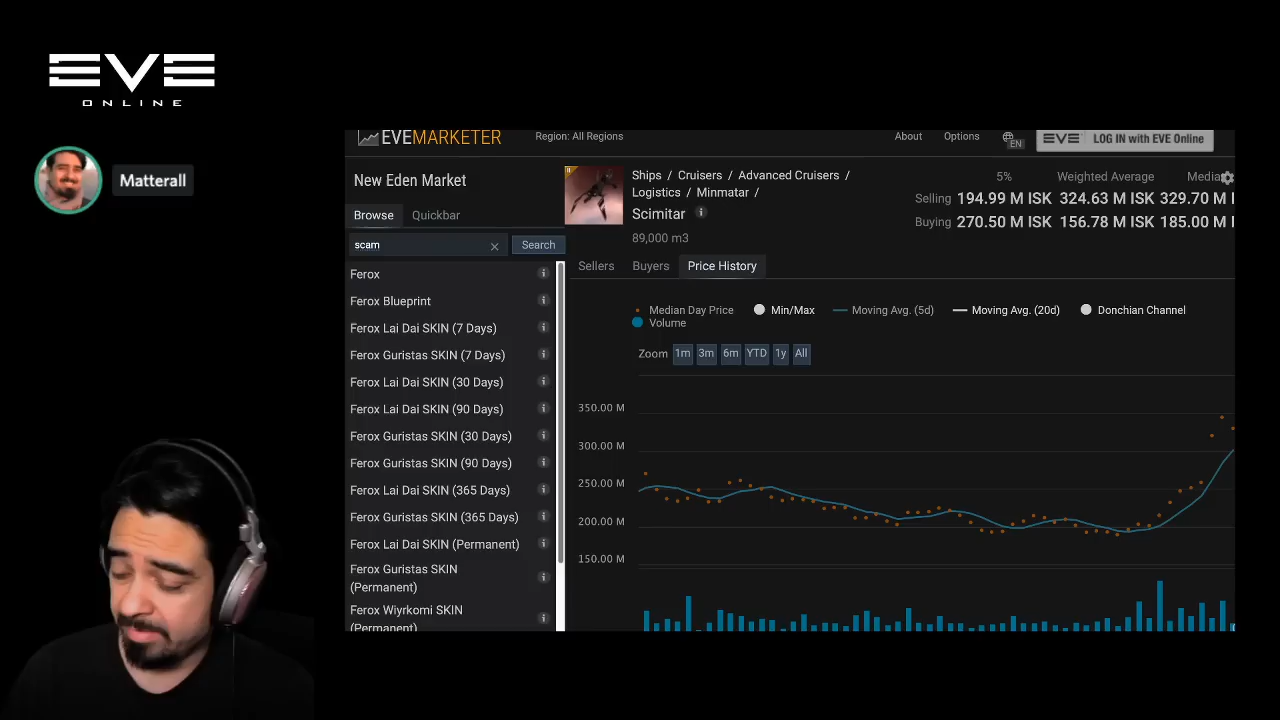 EVE
ONLINE
Matterall
EVEMARKETER
Region: All Regions
About
Options
EN
EVE
LOG IN with EVE Online
New Eden Market
Browse
Quickbar
scam
Search
Ferox
Ferox Blueprint
Ferox Lai Dai SKIN (7 Days)
Ferox Guristas SKIN (7 Days)
Ferox Lai Dai SKIN (30 Days)
Ferox Lai Dai SKIN (90 Days)
Ferox Guristas SKIN (30 Days)
Ferox Guristas SKIN (90 Days)
Ferox Lai Dai SKIN (365 Days)
Ferox Guristas SKIN (365 Days)
Ferox Lai Dai SKIN (Permanent)
Ferox Guristas SKIN
(Permanent)
Ferox Wiyrkomi SKIN
(Permanent)
Ships / Cruisers / Advanced Cruisers /
Logistics / Minmatar /
Scimitar
89,000 m3
5% Weighted Average Media
Selling 194.99 M ISK 324.63 M ISK 329.70 M I
Buying 270.50 M ISK 156.78 M ISK 185.00 M I
Sellers
Buyers
Price History
Median Day Price
Min/Max
Moving Avg. (5d)
Moving Avg. (20d)
Donchian Channel
Volume
Zoom 1m 3m 6m YTD 1y All
350.00 M
300.00 M
250.00 M
200.00 M
150.00 M